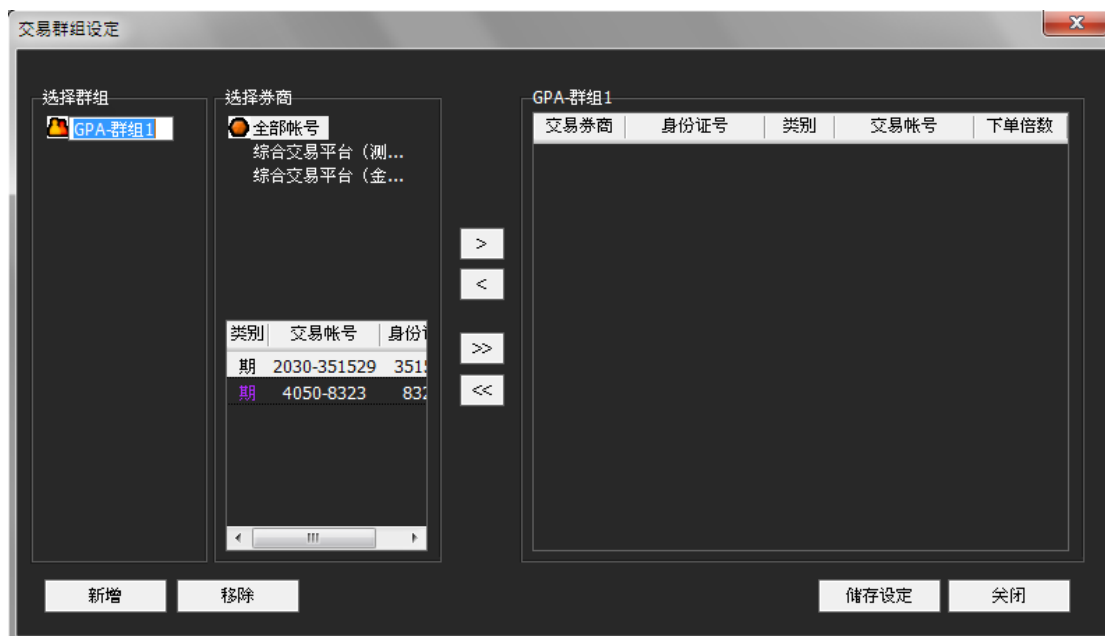 交易群组设定
选择群组
GPA-群组1
选择券商
全部帐号
综合交易平台（测...
综合交易平台（金...
类别 交易帐号 身份
期 2030-351529 351
期 4050-8323 832
>
<
>>
<<
GPA-群组1
交易券商 身份证号 类别 交易帐号 下单倍数
新增 移除 储存设定 关闭